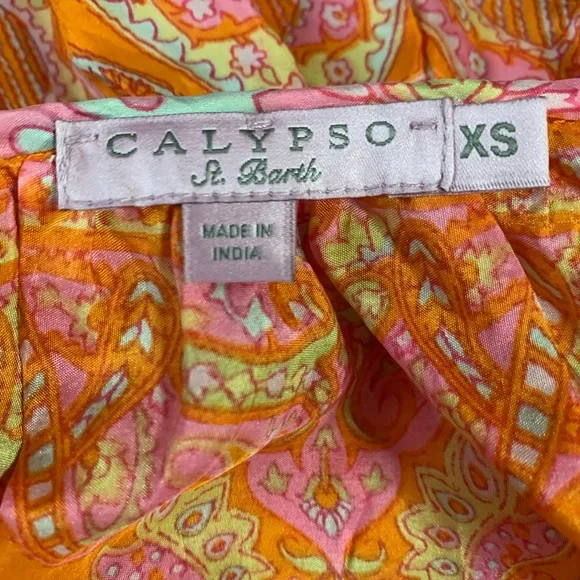 CALYPSO XS
St. Barth
MADE IN
INDIA